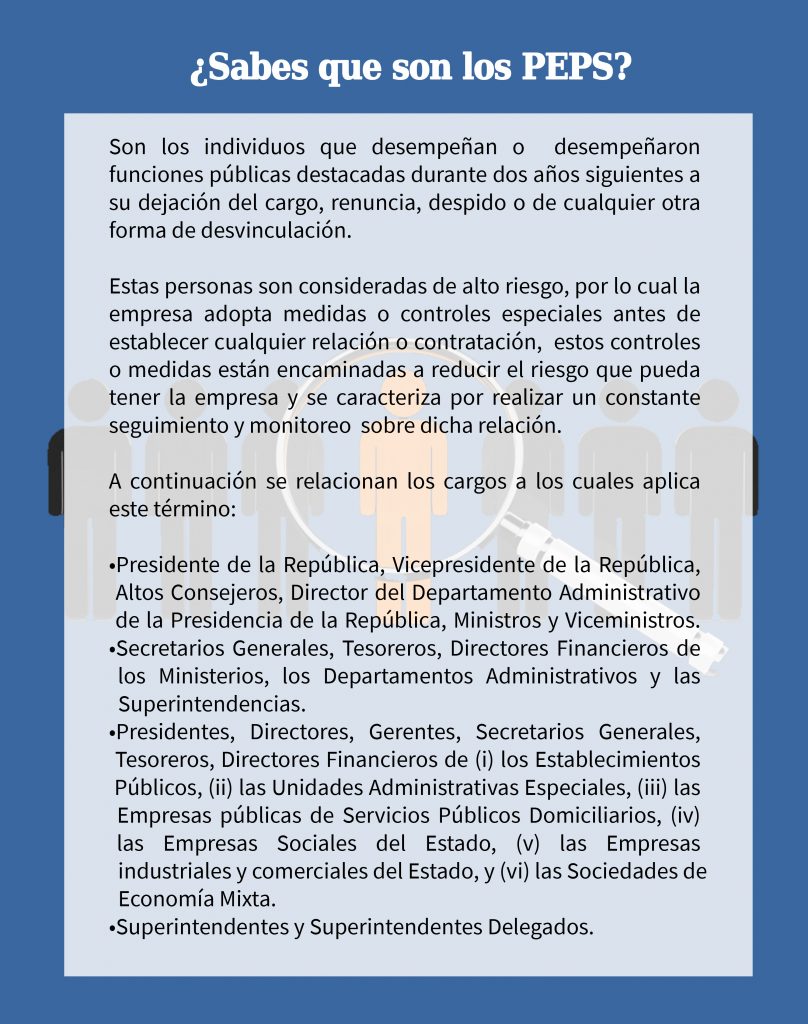 ¿Sabes que son los PEPS?
Son los individuos que desempeñan o desempeñaron
funciones públicas destacadas durante dos años siguientes a
su dejación del cargo, renuncia, despido o de cualquier otra
forma de desvinculación.
Estas personas son consideradas de alto riesgo, por lo cual la
empresa adopta medidas o controles especiales antes de
establecer cualquier relación o contratación, estos controles
o medidas están encaminadas a reducir el riesgo que pueda
tener la empresa y se caracteriza por realizar un constante
seguimiento y monitoreo sobre dicha relación.
A continuación se relacionan los cargos a los cuales aplica
este término:
•Presidente de la República, Vicepresidente de la República,
Altos Consejeros, Director del Departamento Administrativo
de la Presidencia de la República, Ministros y Viceministros.
•Secretarios Generales, Tesoreros, Directores Financieros de
los Ministerios, los Departamentos Administrativos y las
Superintendencias.
•Presidentes, Directores, Gerentes, Secretarios Generales,
Tesoreros, Directores Financieros de (i) los Establecimientos
Públicos, (ii) las Unidades Administrativas Especiales, (iii) las
Empresas públicas de Servicios Públicos Domiciliarios, (iv)
las Empresas Sociales del Estado, (v) las Empresas
industriales y comerciales del Estado, y (vi) las Sociedades de
Economía Mixta.
•Superintendentes y Superintendentes Delegados.